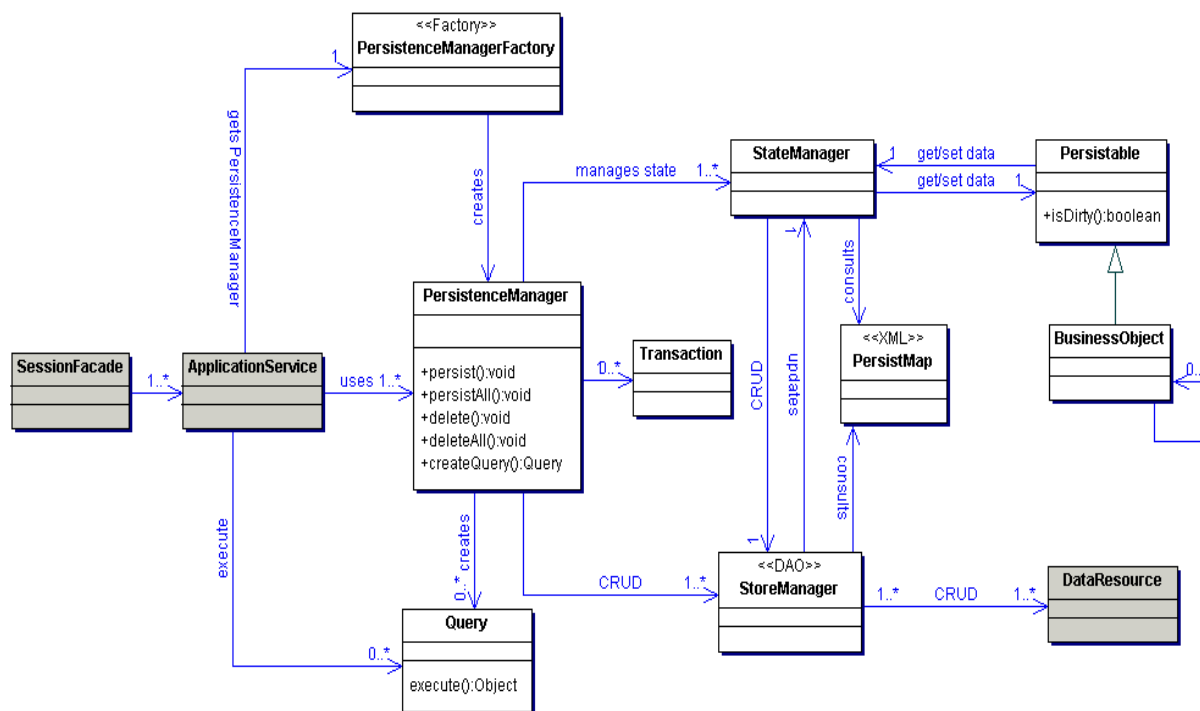 <<Factory>>
PersistenceManagerFactory
1
gets PersistenceManager
creates
manages state
1..*
StateManager
1
get/set data
get/set data
1
Persistable
+isDirty():boolean
PersistenceManager
+persist():void
+persistAll():void
+delete():void
+deleteAll():void
+createQuery():Query
SessionFacade
1..*
ApplicationService
uses 1..*
0..*
Transaction
CRUD
1
updates
1
consults
<<XML>>
PersistMap
consults
BusinessObject
0..
execute
0..*
0..*
creates
Query
execute():Object
CRUD
1..*
<<DAO>>
StoreManager
1..*
CRUD
1..*
DataResource